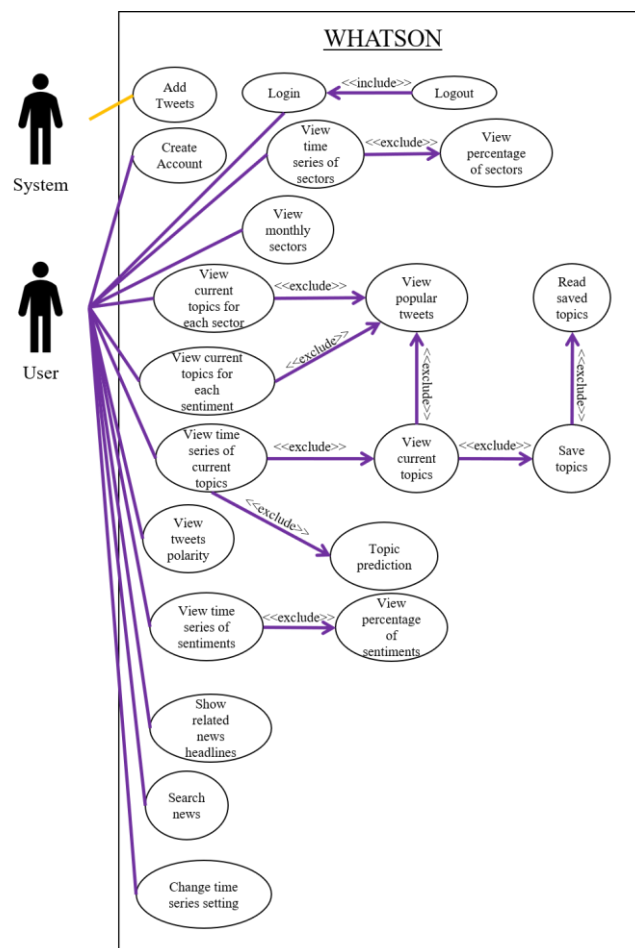 WHATSON
Add
Tweets
Login
<<include>>
Logout
System
Create
Account
View
time
series of
sectors
<<exclude>>
View
percentage
of sectors
View
monthly
sectors
User
View
current
topics for
each sector
<<exclude>>
View
popular
tweets
Read
saved
topics
View current
topics for
each
sentiment
<<exclude>>
<<exclude>>
<<exclude>>
View time
series of
current
topics
<<exclude>>
View
current
topics
<<exclude>>
Save
topics
<<exclude>>
View
tweets
polarity
Topic
prediction
View time
series of
sentiments
<<exclude>>
View
percentage
of
sentiments
Show
related
news
headlines
Search
news
Change time
series setting